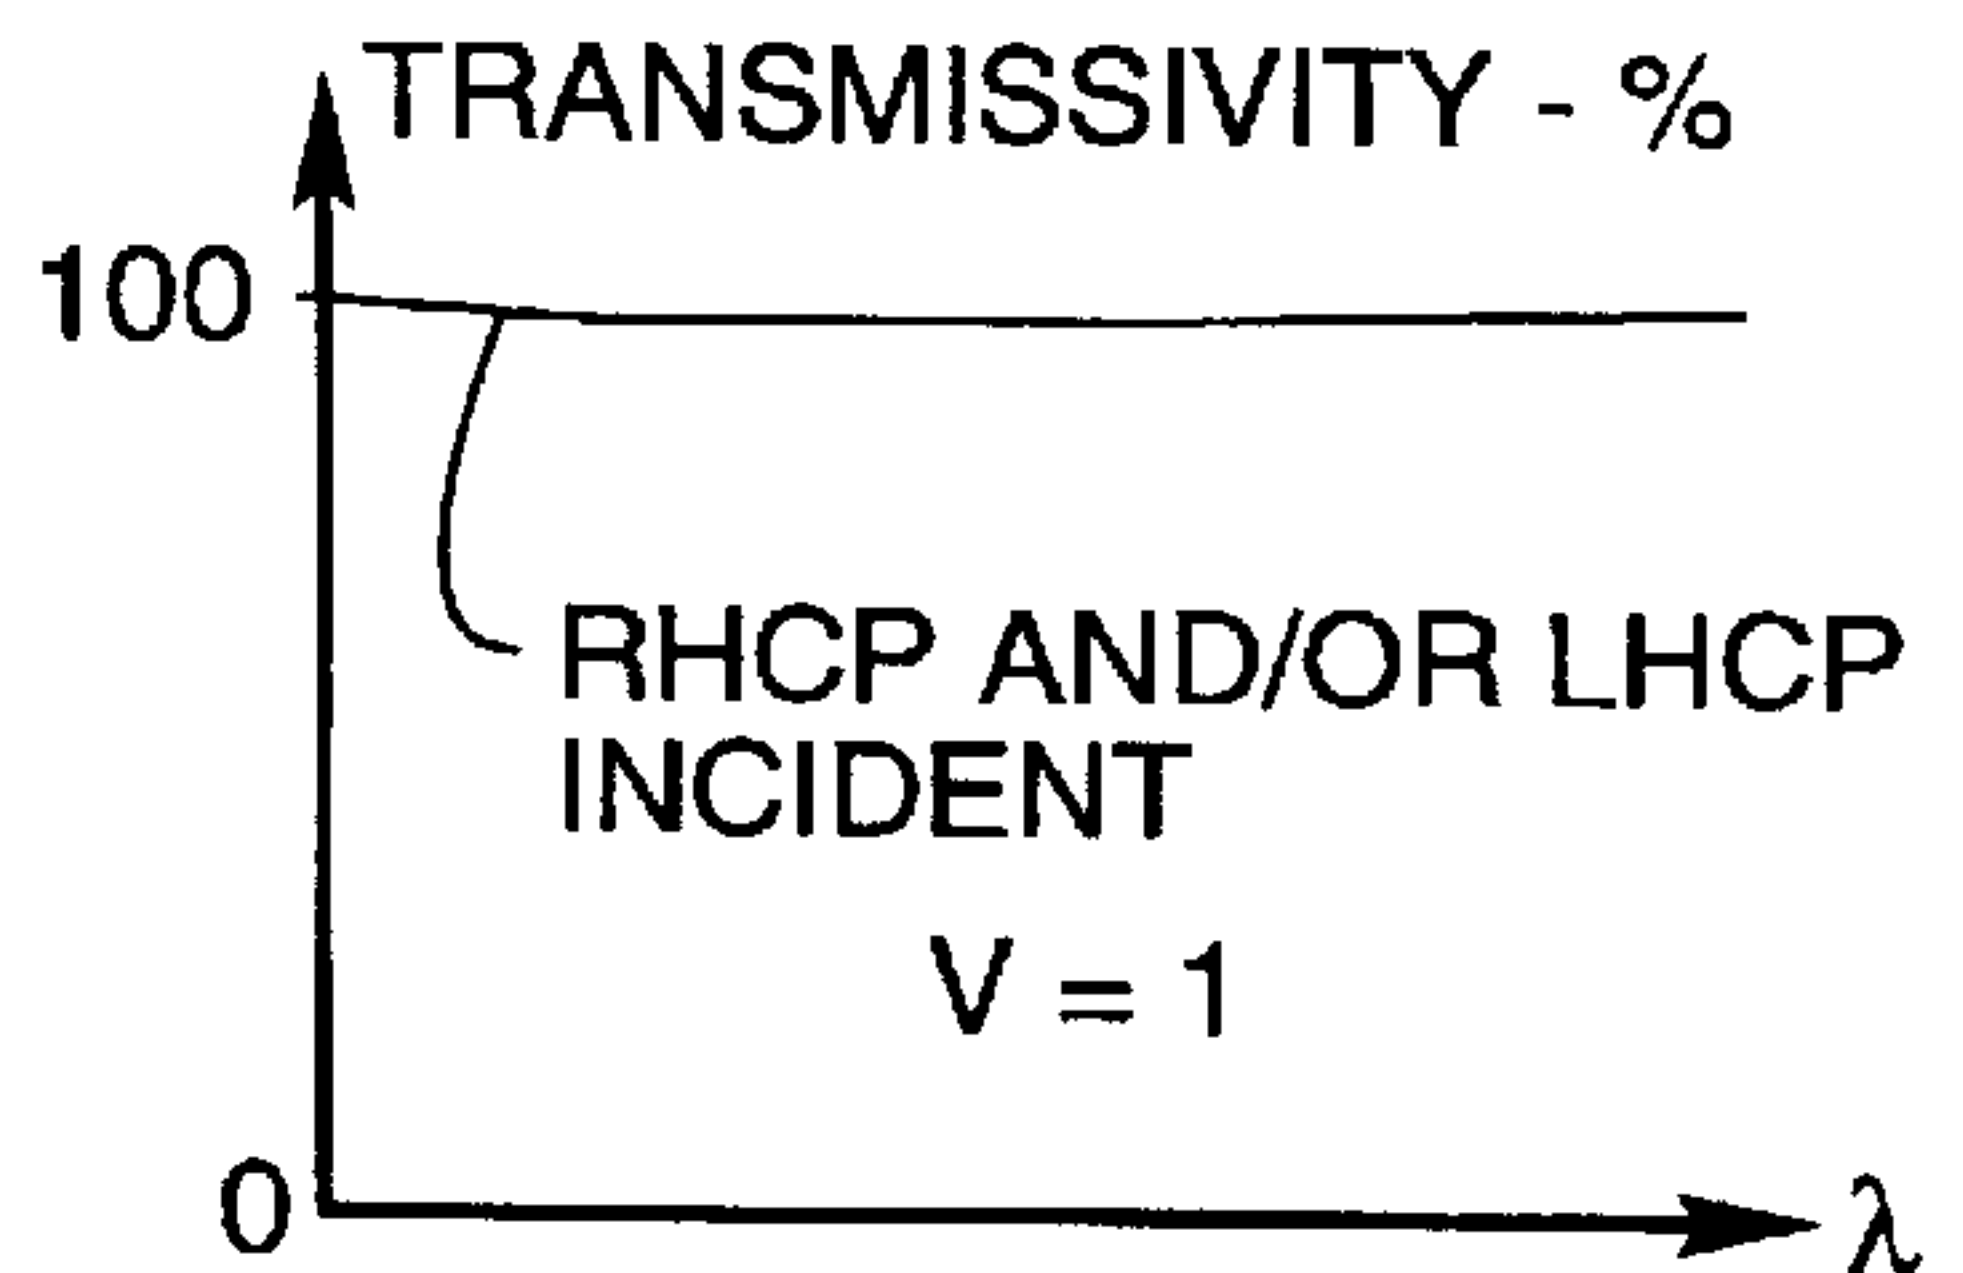 TRANSMISSIVITY - %
100
RHCP AND/OR LHCP
INCIDENT
V = 1
0
λ